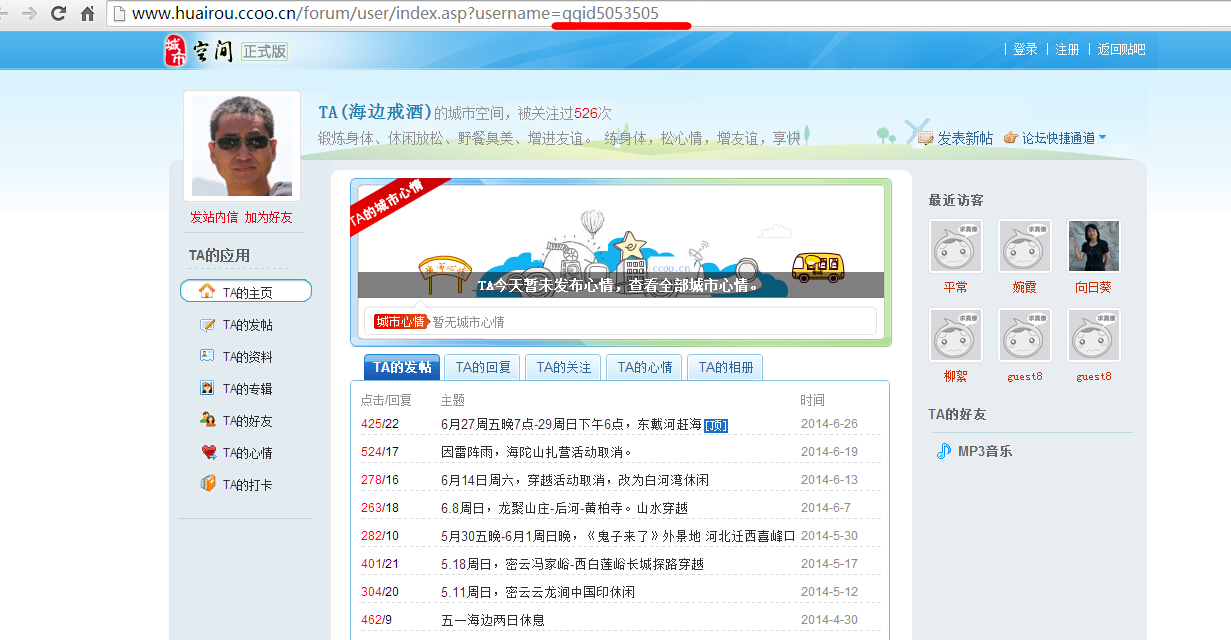 www.huairou.ccoo.cn/forum/user/index.asp?username=qqid5053505
城市 空间 正式版
登录 注册 返回贴吧
TA(海边戒酒)的城市空间，被关注过526次
锻炼身体、休闲放松、野餐臭美、增进友谊。 练身体，松心情，增友谊，享快
发表新帖 论坛快捷通道
发站内信 加为好友
TA的应用
TA的主页
TA的发帖
TA的资料
TA的专辑
TA的好友
TA的心情
TA的打卡
TA的城市心情
ccoo.cn
TA今天暂未发布心情，查看全部城市心情。
城市心情 暂无城市心情
TA的发帖 TA的回复 TA的关注 TA的心情 TA的相册
点击/回复 主题 时间
425/22 6月27周五晚7点-29周日下午6点，东戴河赶海 [顶] 2014-6-26
524/17 因雷阵雨，海陀山扎营活动取消。 2014-6-19
278/16 6月14日周六，穿越活动取消，改为白河湾休闲 2014-6-13
263/18 6.8周日，龙聚山庄-后河-黄柏寺。山水穿越 2014-6-7
282/10 5月30五晚-6月1周日晚，《鬼子来了》外景地 河北迁西喜峰口 2014-5-30
401/21 5.18周日，密云冯家峪-西白莲峪长城探路穿越 2014-5-17
304/20 5.11周日，密云云龙涧中国印休闲 2014-5-12
462/9 五一海边两日休息 2014-4-30
最近访客
求真像 求真像
平常 婉霞 向日葵
求真像 求真像 求真像
柳絮 guest8 guest8
TA的好友
MP3音乐